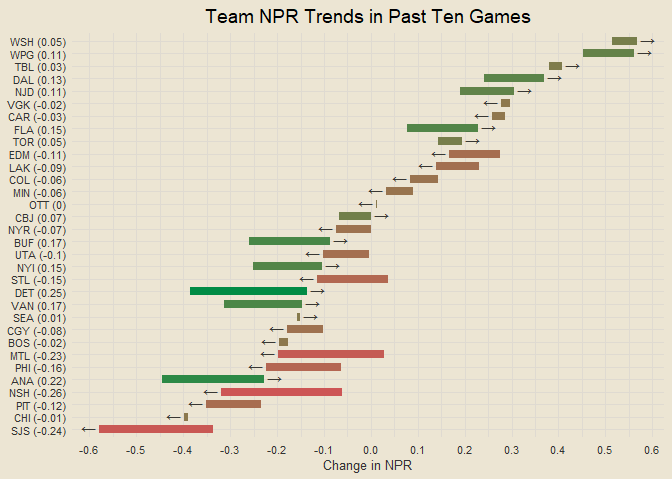 Team NPR Trends in Past Ten Games
WSH (0.05)
WPG (0.11)
TBL (0.03)
DAL (0.13)
NJD (0.11)
VGK (-0.02)
CAR (-0.03)
FLA (0.15)
TOR (0.05)
EDM (-0.11)
LAK (-0.09)
COL (-0.06)
MIN (-0.06)
OTT (0)
CBJ (0.07)
NYR (-0.07)
BUF (0.17)
UTA (-0.1)
NYI (0.15)
STL (-0.15)
DET (0.25)
VAN (0.17)
SEA (0.01)
CGY (-0.08)
BOS (-0.02)
MTL (-0.23)
PHI (-0.16)
ANA (0.22)
NSH (-0.26)
PIT (-0.12)
CHI (-0.01)
SJS (-0.24)
-0.6 -0.5 -0.4 -0.3 -0.2 -0.1 0.0 0.1 0.2 0.3 0.4 0.5 0.6
Change in NPR